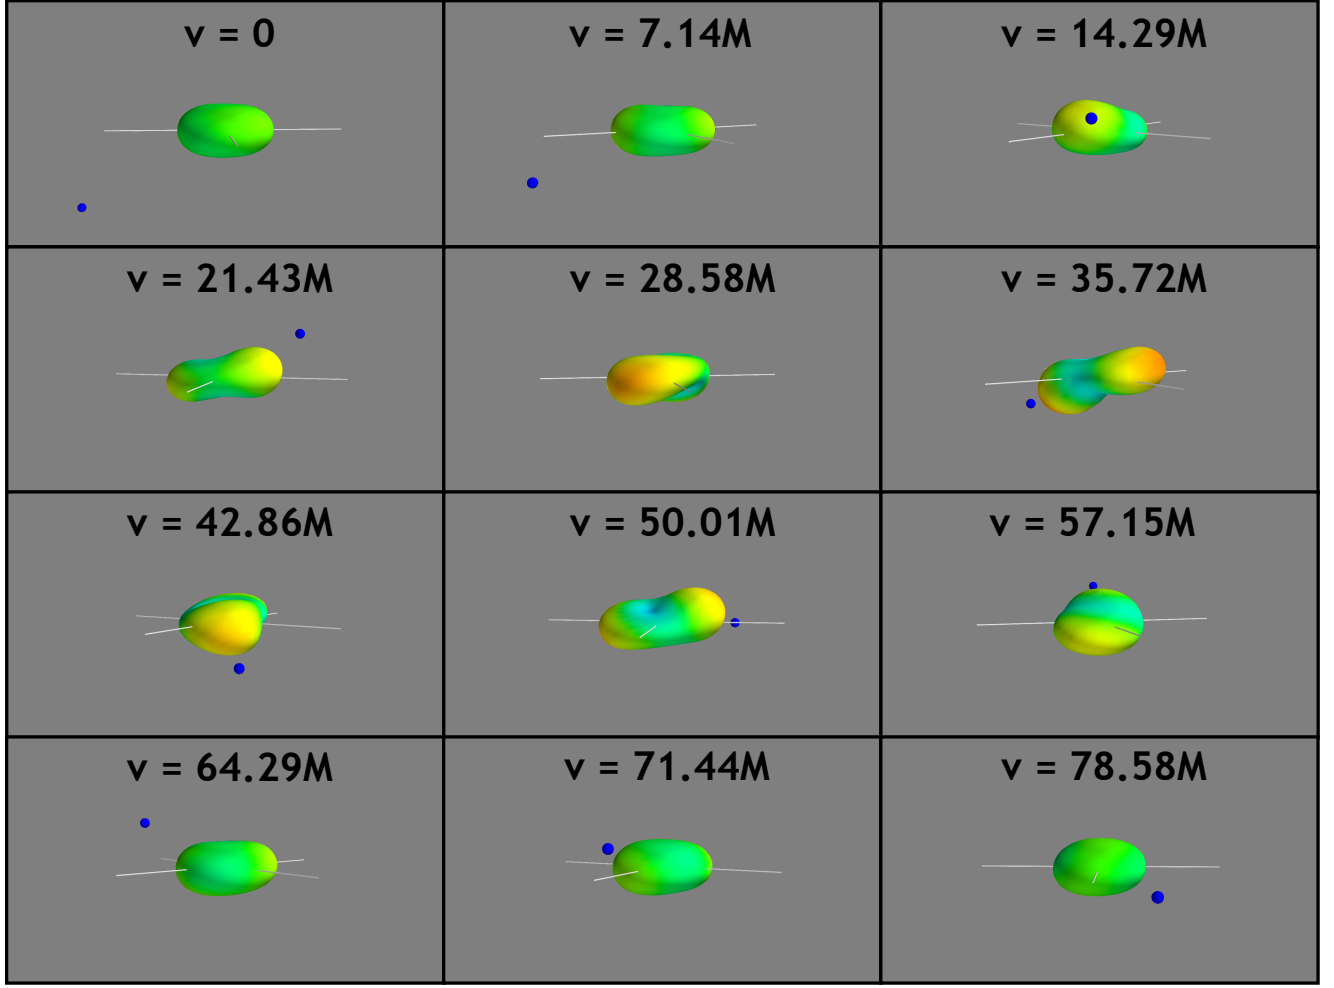 v = 0
v = 7.14M
v = 14.29M
v = 21.43M
v = 28.58M
v = 35.72M
v = 42.86M
v = 50.01M
v = 57.15M
v = 64.29M
v = 71.44M
v = 78.58M